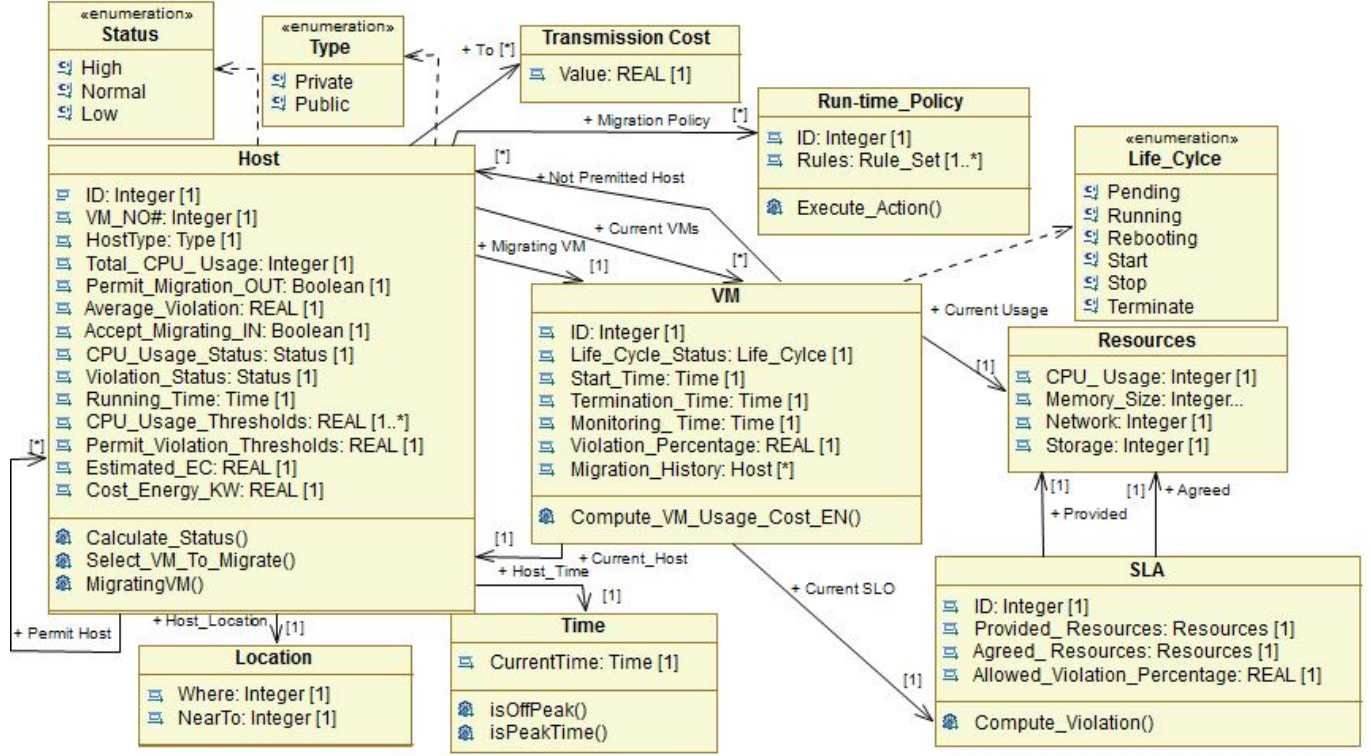 «enumeration»
Status
High
Normal
Low
«enumeration»
Type
Private
Public
+ To [*]
Transmission Cost
Value: REAL [1]
+ Migration Policy
[*]
Run-time_Policy
ID: Integer [1]
Rules: Rule_Set [1..*]
Execute_Action()
«enumeration»
Life_Cylce
Pending
Running
Rebooting
Start
Stop
Terminate
Host
ID: Integer [1]
VM_NO#: Integer [1]
HostType: Type [1]
Total_ CPU_ Usage: Integer [1]
Permit_Migration_OUT: Boolean [1]
Average_Violation: REAL [1]
Accept_Migrating_IN: Boolean [1]
CPU_Usage_Status: Status [1]
Violation_Status: Status [1]
Running_Time: Time [1]
CPU_Usage_Thresholds: REAL [1..*]
Permit_Violation_Thresholds: REAL [1]
Estimated_EC: REAL [1]
Cost_Energy_KW: REAL [1]
Calculate_Status()
Select_VM_To_Migrate()
MigratingVM()
[*]
+ Not Premitted Host
+ Current VMs
[*]
+ Migrating VM
[1]
VM
ID: Integer [1]
Life_Cycle_Status: Life_Cylce [1]
Start_Time: Time [1]
Termination_Time: Time [1]
Monitoring_ Time: Time [1]
Violation_Percentage: REAL [1]
Migration_History: Host [*]
Compute_VM_Usage_Cost_EN()
+ Current Usage
[1]
Resources
CPU_ Usage: Integer [1]
Memory_Size: Integer...
Network: Integer [1]
Storage: Integer [1]
[1]
+ Provided
[1]
+ Agreed
SLA
ID: Integer [1]
Provided_ Resources: Resources [1]
Agreed_ Resources: Resources [1]
Allowed_Violation_Percentage: REAL [1]
Compute_Violation()
[*]
+ Permit Host
[1]
+ Current_Host
+ Host_Time
[1]
+ Current SLO
[1]
+ Host_Location
[1]
Location
Where: Integer [1]
NearTo: Integer [1]
Time
CurrentTime: Time [1]
isOffPeak()
isPeakTime()